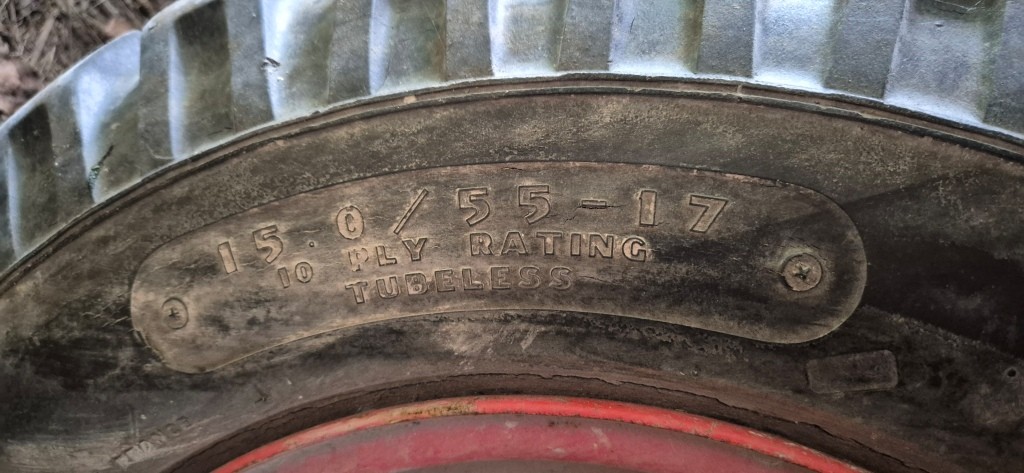 15.0/55-17
10 PLY RATING
TUBELESS